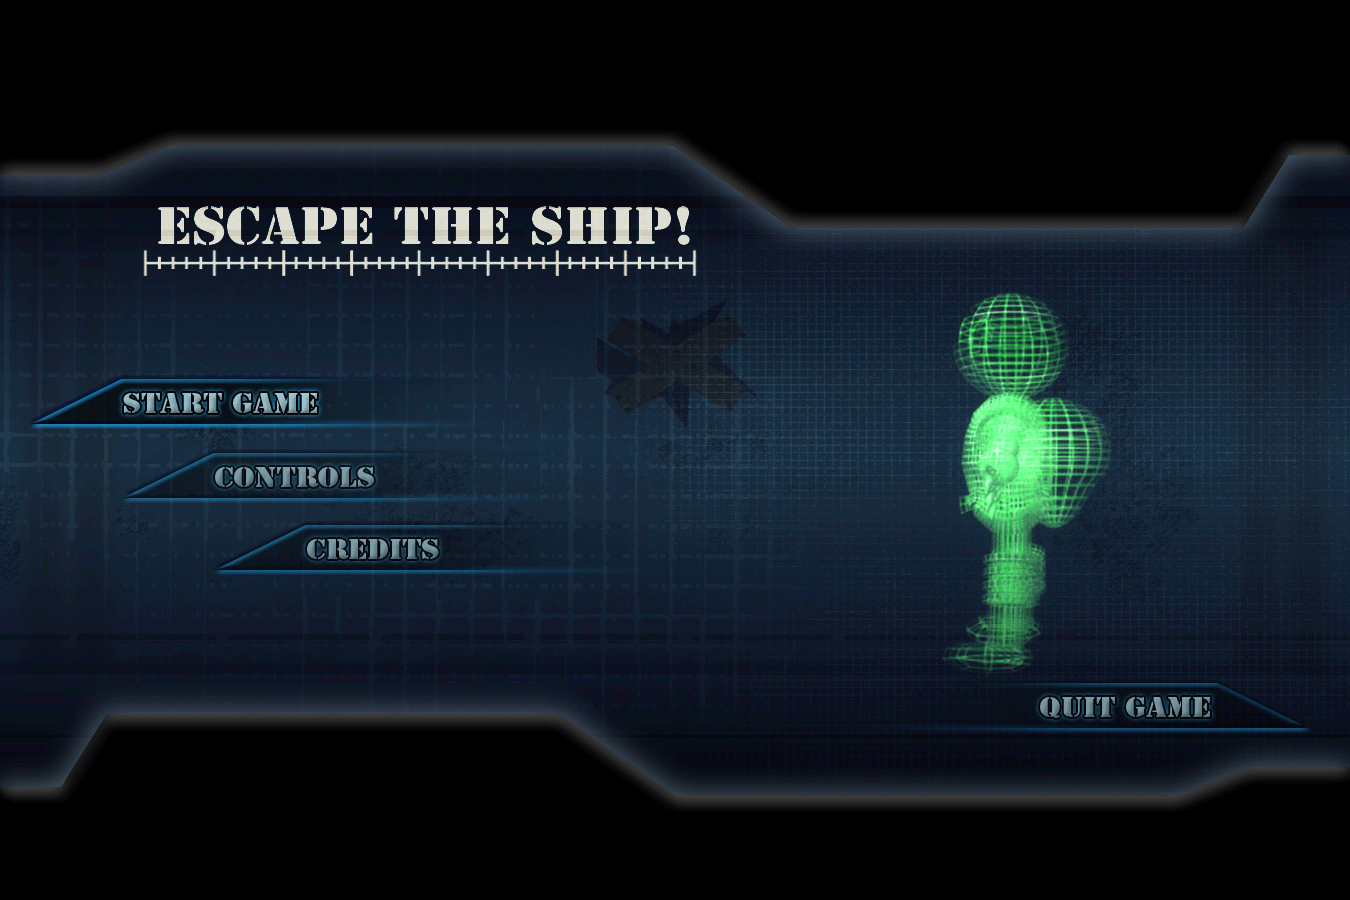 ESCAPE THE SHIP!
START GAME
CONTROLS
CREDITS
QUIT GAME